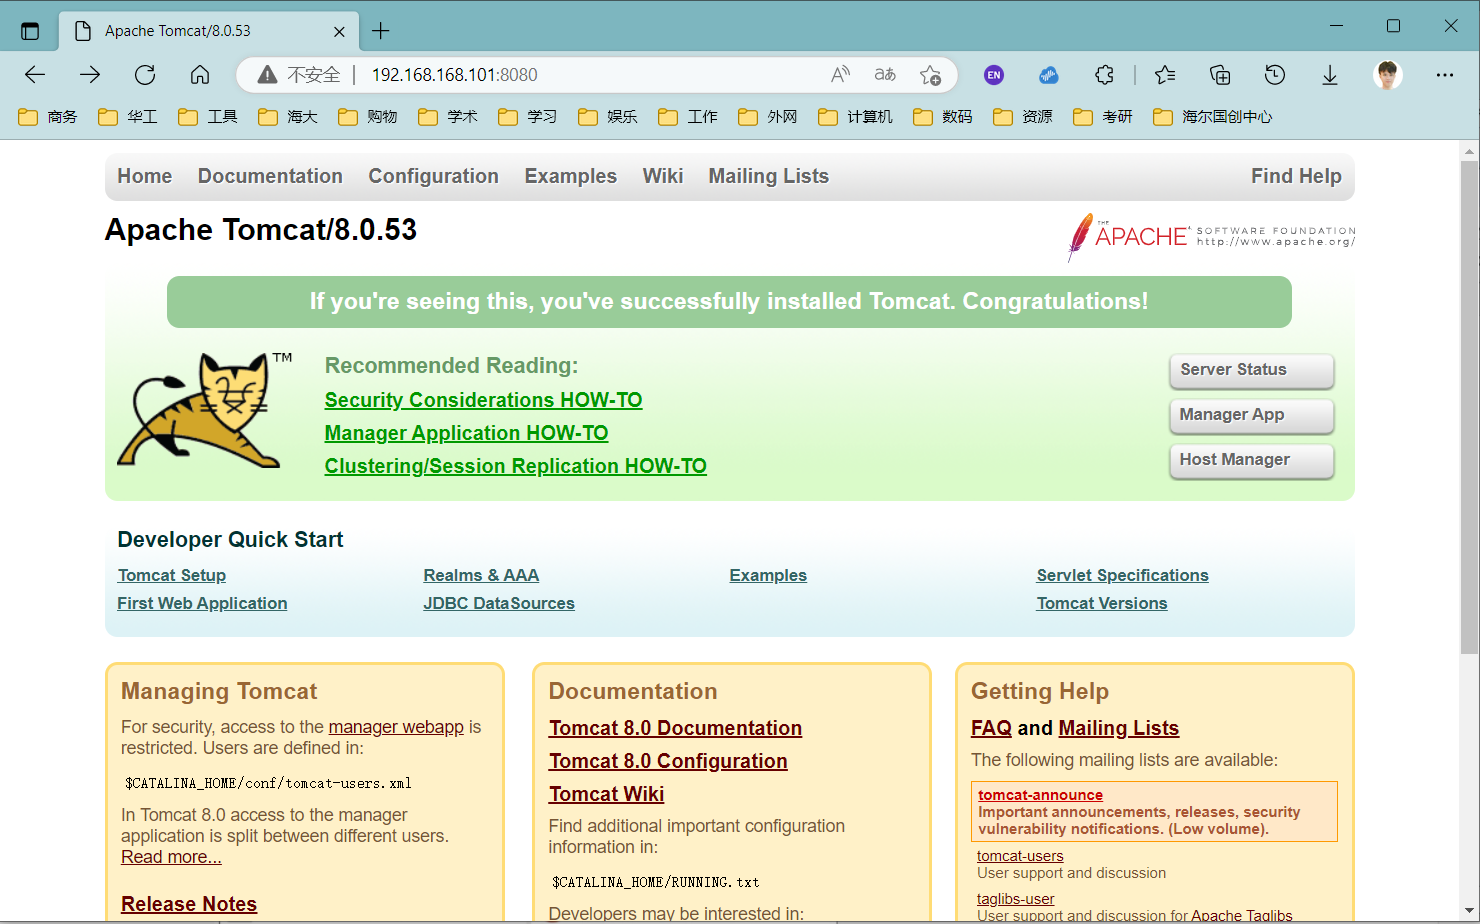 Apache Tomcat/8.0.53
不安全 | 192.168.168.101:8080
A aあ EN
商务 华工 工具 海大 购物 学术 学习 娱乐 工作 外网 计算机 数码 资源 考研 海尔国创中心
Home Documentation Configuration Examples Wiki Mailing Lists Find Help
Apache Tomcat/8.0.53
THE APACHE SOFTWARE FOUNDATION
http://www.apache.org/
If you're seeing this, you've successfully installed Tomcat. Congratulations!
TM
Recommended Reading:
Security Considerations HOW-TO
Manager Application HOW-TO
Clustering/Session Replication HOW-TO
Server Status
Manager App
Host Manager
Developer Quick Start
Tomcat Setup
First Web Application
Realms & AAA
JDBC DataSources
Examples
Servlet Specifications
Tomcat Versions
Managing Tomcat
For security, access to the manager webapp is
restricted. Users are defined in:
$CATALINA_HOME/conf/tomcat-users.xml
In Tomcat 8.0 access to the manager
application is split between different users.
Read more...
Release Notes
Documentation
Tomcat 8.0 Documentation
Tomcat 8.0 Configuration
Tomcat Wiki
Find additional important configuration
information in:
$CATALINA_HOME/RUNNING.txt
Developers may be interested in:
Getting Help
FAQ and Mailing Lists
The following mailing lists are available:
tomcat-announce
Important announcements, releases, security
vulnerability notifications. (Low volume).
tomcat-users
User support and discussion
taglibs-user
User support and discussion for Apache Taglibs